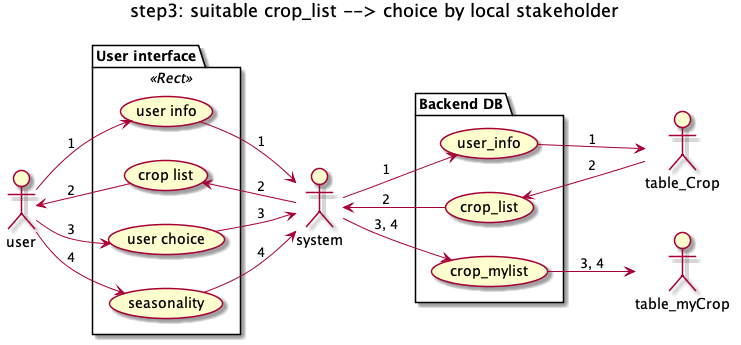 step3: suitable crop_list --> choice by local stakeholder
User interface
«Rect»
user info
crop list
user choice
seasonality
Backend DB
user_info
crop_list
crop_mylist
user
system
table_Crop
table_myCrop
1
2
3
4
1
2
3
4
1
2
3, 4
1
2
3, 4